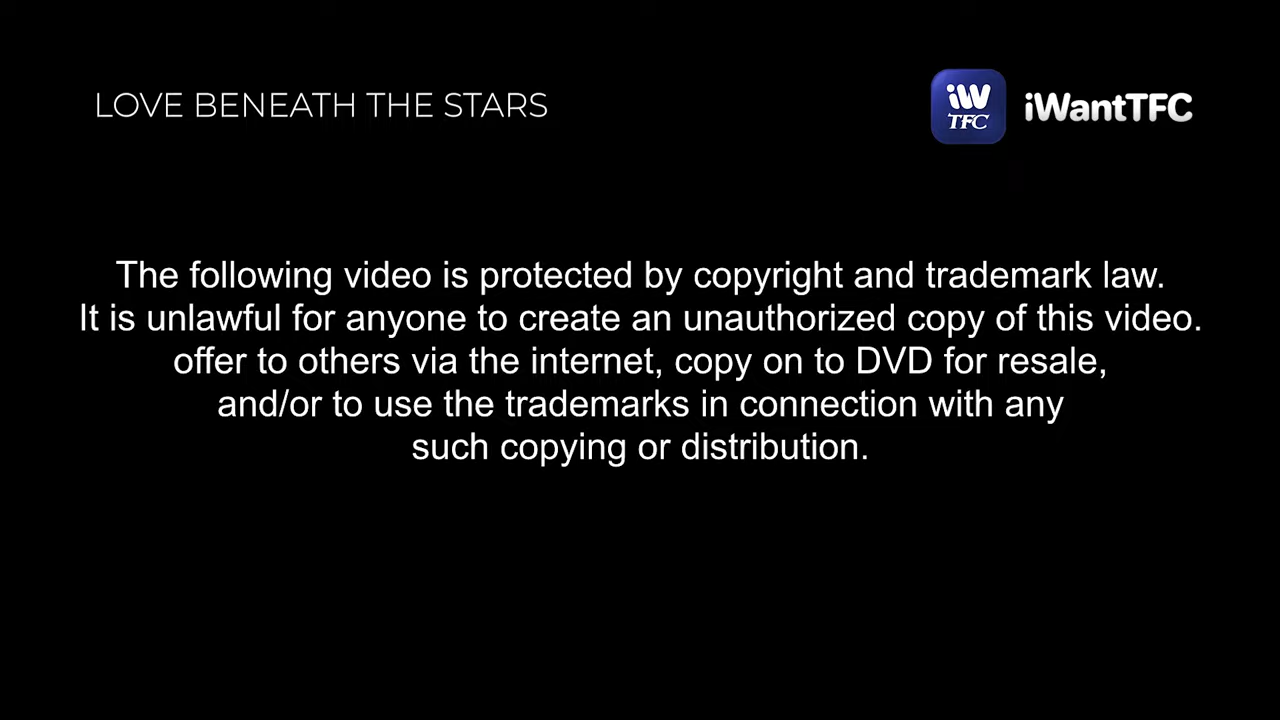 LOVE BENEATH THE STARS
iW
TFC
iWantTFC
The following video is protected by copyright and trademark law.
It is unlawful for anyone to create an unauthorized copy of this video.
offer to others via the internet, copy on to DVD for resale,
and/or to use the trademarks in connection with any
such copying or distribution.